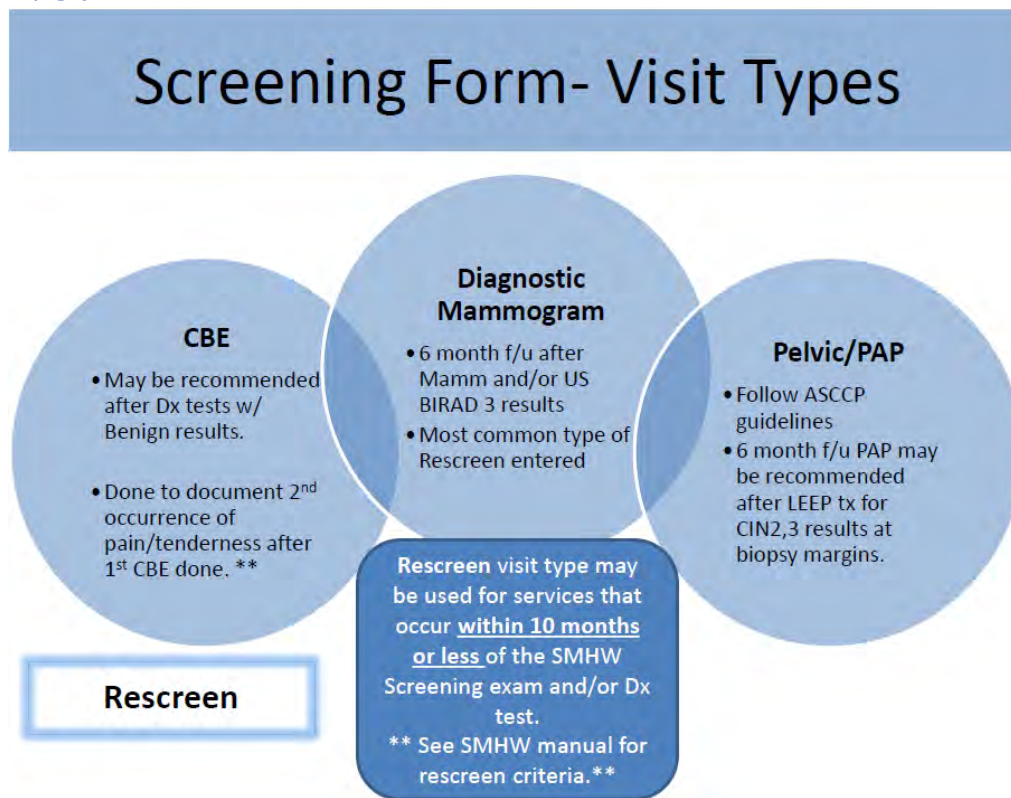 Screening Form- Visit Types
CBE
•May be recommended
after Dx tests w/
Benign results.
•Done to document 2nd
occurrence of
pain/tenderness after
1st CBE done. **
Diagnostic
Mammogram
•6 month f/u after
Mamm and/or US
BIRAD 3 results
•Most common type of
Rescreen entered
Pelvic/PAP
•Follow ASCCP
guidelines
•6 month f/u PAP may
be recommended
after LEEP tx for
CIN2,3 results at
biopsy margins.
Rescreen visit type may
be used for services that
occur within 10 months
or less of the SMHW
Screening exam and/or Dx
test.
** See SMHW manual for
rescreen criteria.**
Rescreen